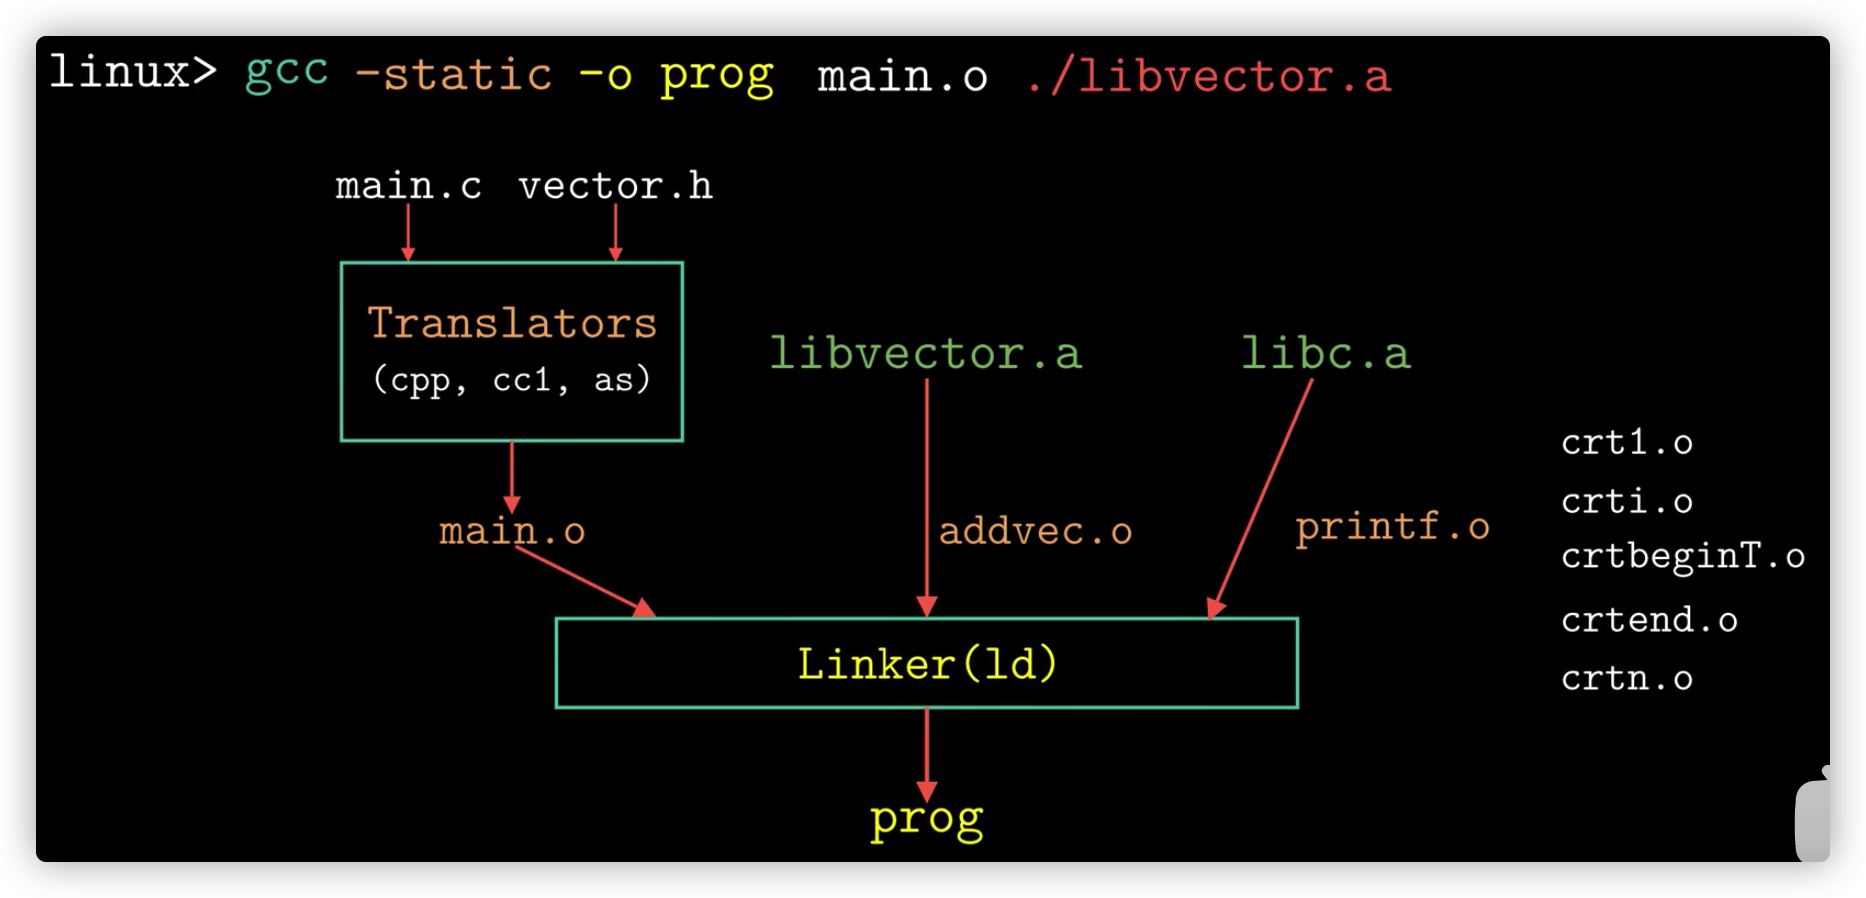 linux> gcc -static -o prog main.o ./libvector.a
main.c vector.h
Translators
(cpp, cc1, as)
libvector.a
libc.a
main.o
addvec.o
printf.o
crt1.o
crti.o
crtbeginT.o
crtend.o
crtn.o
Linker(ld)
prog